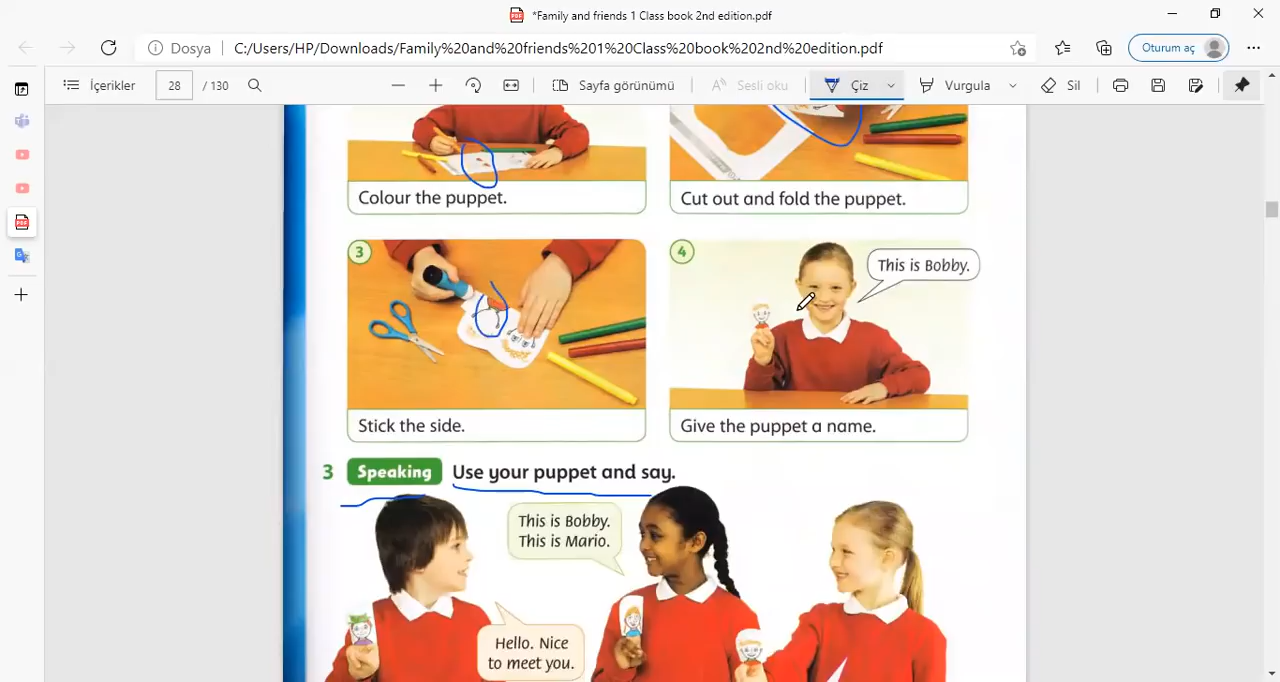 *Family and friends 1 Class book 2nd edition.pdf
Dosya
C:/Users/HP/Downloads/Family%20and%20friends%201%20Class%20book%202nd%20edition.pdf
Oturum aç
İçerikler
28
/ 130
Sayfa görünümü
Sesli oku
Çiz
Vurgula
Sil
Colour the puppet.
Cut out and fold the puppet.
3
4
This is Bobby.
Stick the side.
Give the puppet a name.
3 Speaking Use your puppet and say.
This is Bobby.
This is Mario.
Hello. Nice
to meet you.